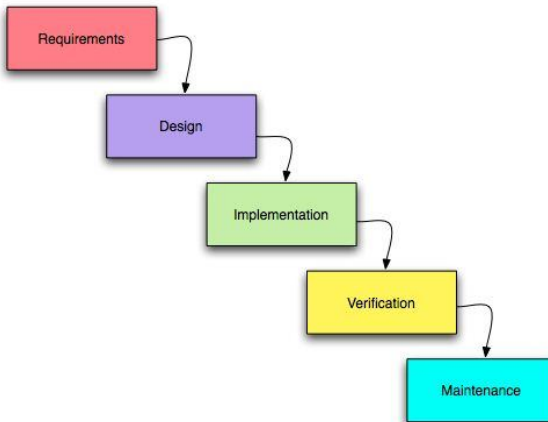 Requirements
Design
Implementation
Verification
Maintenance